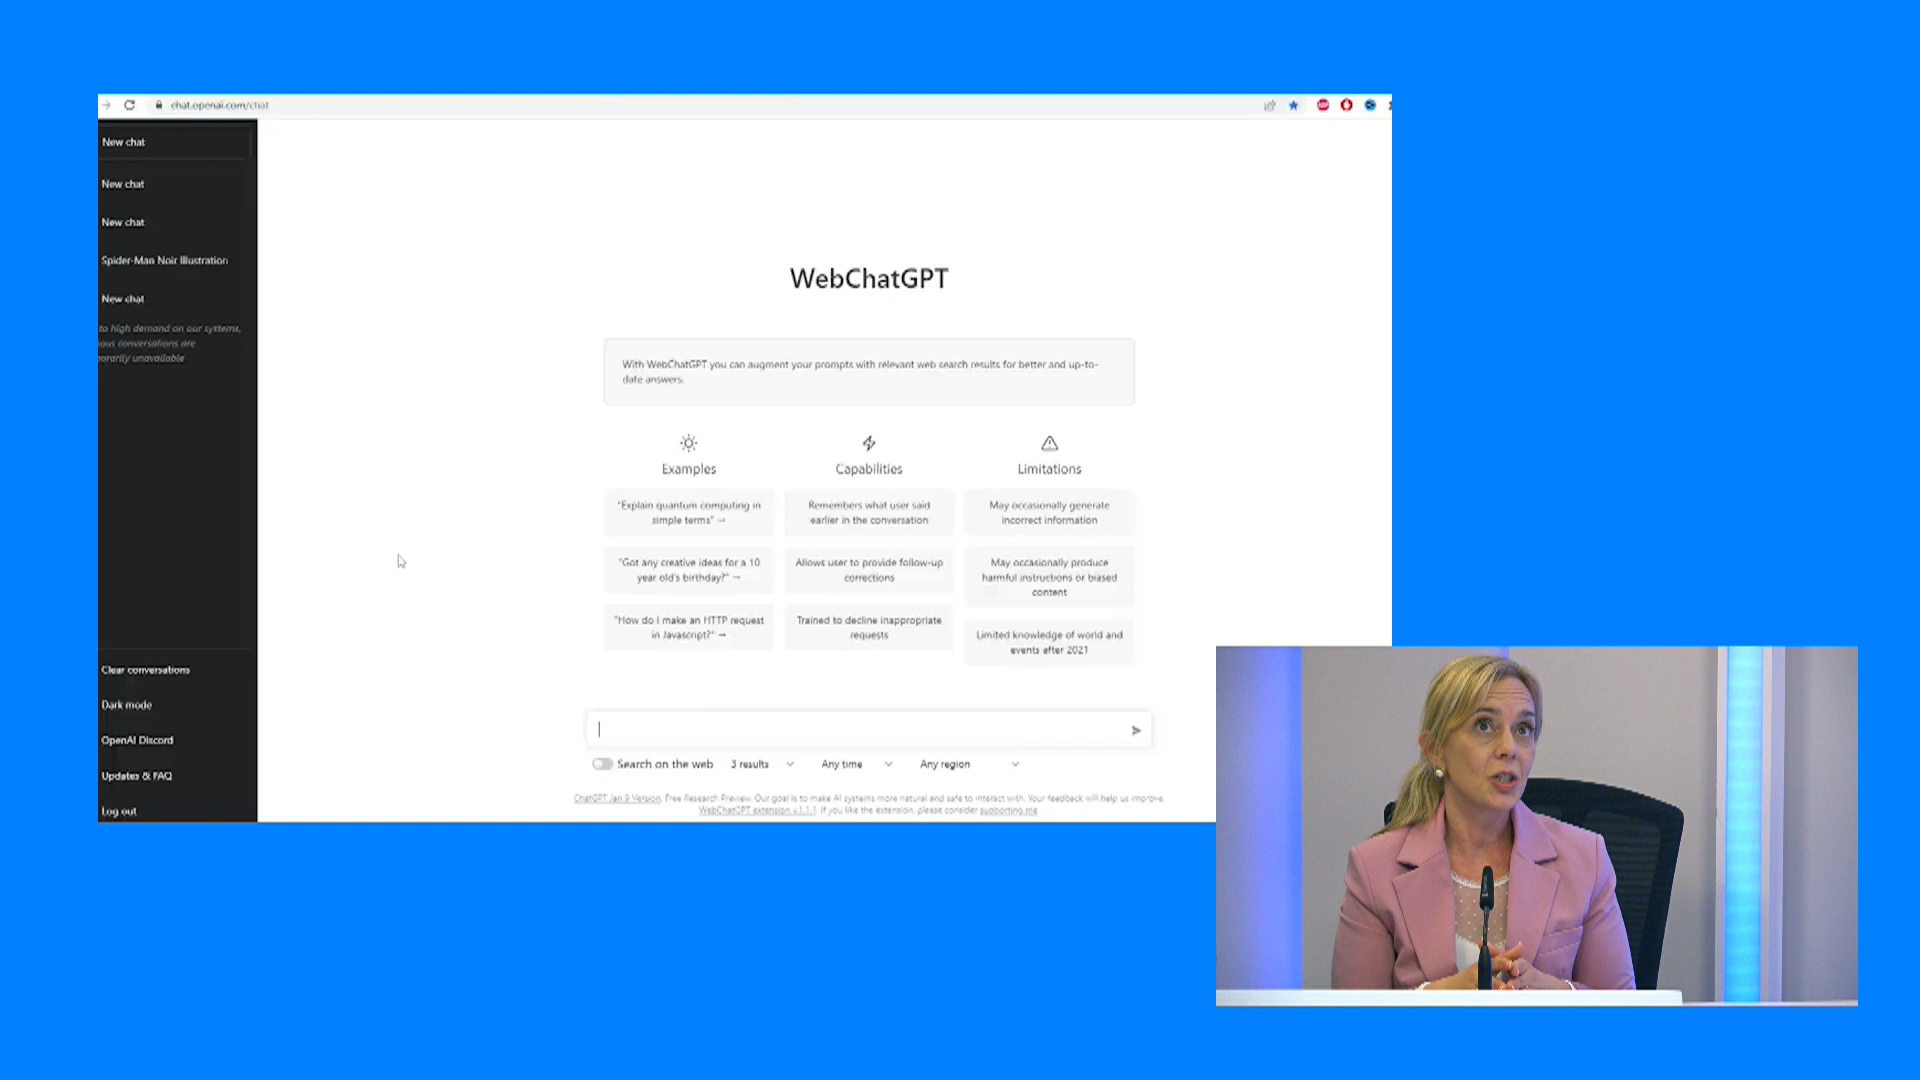 chat.openai.com/chat
New chat
New chat
New chat
Spider-Man Noir Illustration
New chat
to high demand on our systems,
ious conversations are
porarily unavailable
Clear conversations
Dark mode
OpenAI Discord
Updates & FAQ
Log out
WebChatGPT
With WebChatGPT you can augment your prompts with relevant web search results for better and up-to-
date answers.
Examples
"Explain quantum computing in
simple terms" →
"Got any creative ideas for a 10
year old's birthday?" →
"How do I make an HTTP request
in Javascript?" →
Capabilities
Remembers what user said
earlier in the conversation
Allows user to provide follow-up
corrections
Trained to decline inappropriate
requests
Limitations
May occasionally generate
incorrect information
May occasionally produce
harmful instructions or biased
content
Limited knowledge of world and
events after 2021
Search on the web 3 results Any time Any region
ChatGPT Jan 9 Version. Free Research Preview. Our goal is to make AI systems more natural and safe to interact with. Your feedback will help us improve.
WebChatGPT extension v.1.1.1. If you like the extension, please consider supporting me